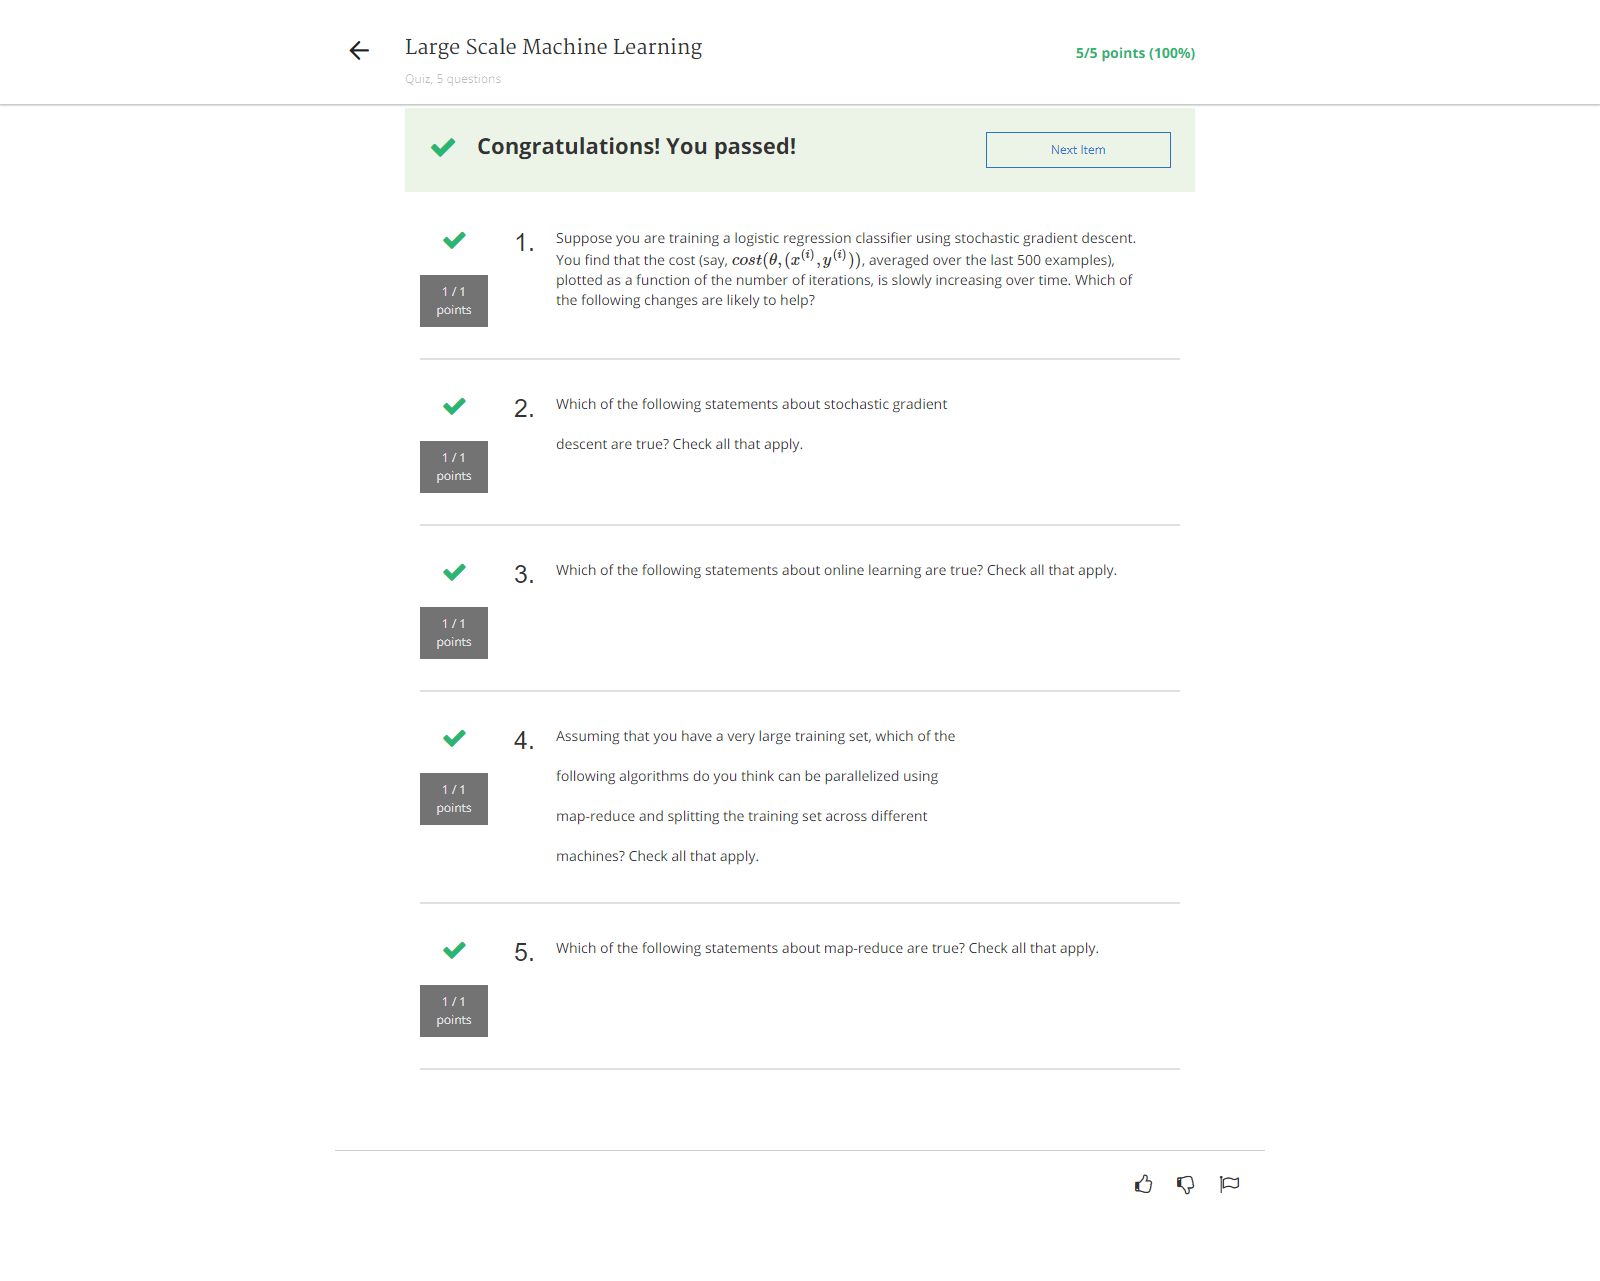 Large Scale Machine Learning
5/5 points (100%)
Quiz, 5 questions
Congratulations! You passed!
Next Item
1.
Suppose you are training a logistic regression classifier using stochastic gradient descent.
You find that the cost (say, cost(θ, (x^(i), y^(i))), averaged over the last 500 examples),
plotted as a function of the number of iterations, is slowly increasing over time. Which of
the following changes are likely to help?
1 / 1
points
2.
Which of the following statements about stochastic gradient
descent are true? Check all that apply.
1 / 1
points
3.
Which of the following statements about online learning are true? Check all that apply.
1 / 1
points
4.
Assuming that you have a very large training set, which of the
following algorithms do you think can be parallelized using
map-reduce and splitting the training set across different
machines? Check all that apply.
1 / 1
points
5.
Which of the following statements about map-reduce are true? Check all that apply.
1 / 1
points